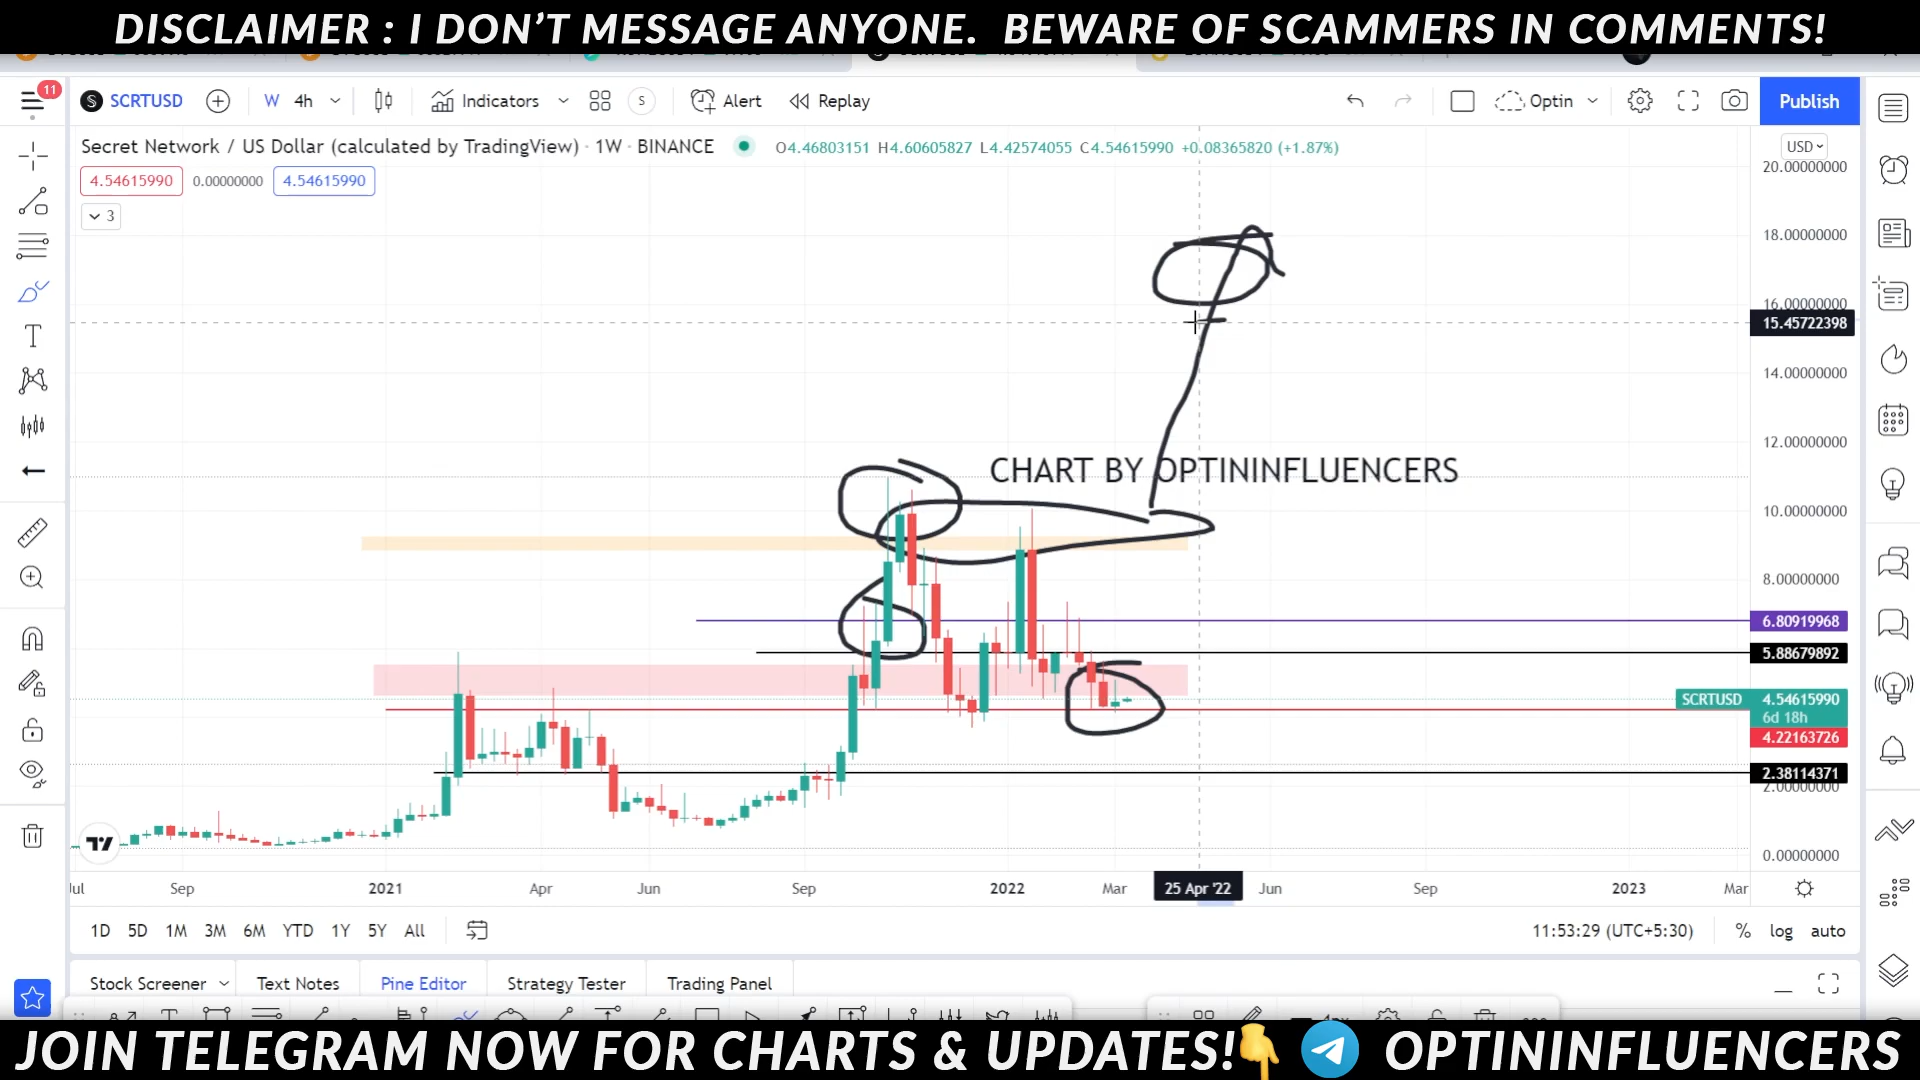 DISCLAIMER : I DON'T MESSAGE ANYONE.  BEWARE OF SCAMMERS IN COMMENTS!
11 S SCRTUSD W 4h Indicators S Alert Replay Optin Publish
Secret Network / US Dollar (calculated by TradingView) · 1W · BINANCE O4.46803151 H4.60605827 L4.42574055 C4.54615990 +0.08365820 (+1.87%) USD
4.54615990 0.00000000 4.54615990
3
20.00000000
18.00000000
16.00000000
15.45722398
14.00000000
12.00000000
CHART BY OPTININFLUENCERS
10.00000000
8.00000000
6.80919968
5.88679892
SCRTUSD 4.54615990
6d 18h
4.22163726
2.38114371
2.00000000
0.00000000
Sep 2021 Apr Jun Sep 2022 Mar 25 Apr '22 Jun Sep 2023 Mar
1D 5D 1M 3M 6M YTD 1Y 5Y All 11:53:29 (UTC+5:30) % log auto
Stock Screener Text Notes Pine Editor Strategy Tester Trading Panel
JOIN TELEGRAM NOW FOR CHARTS & UPDATES!👇 OPTININFLUENCERS